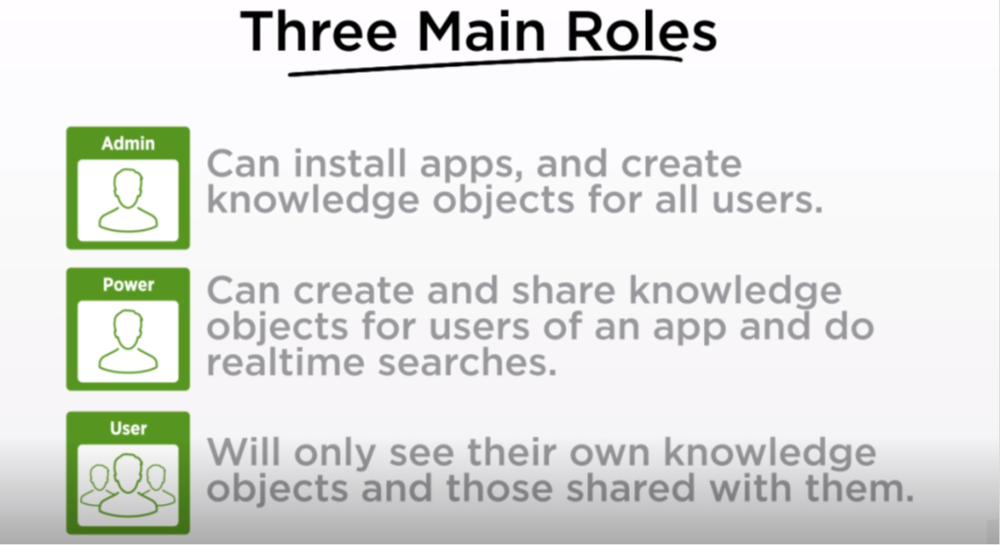 Three Main Roles
Admin
Can install apps, and create
knowledge objects for all users.
Power
Can create and share knowledge
objects for users of an app and do
realtime searches.
User
Will only see their own knowledge
objects and those shared with them.